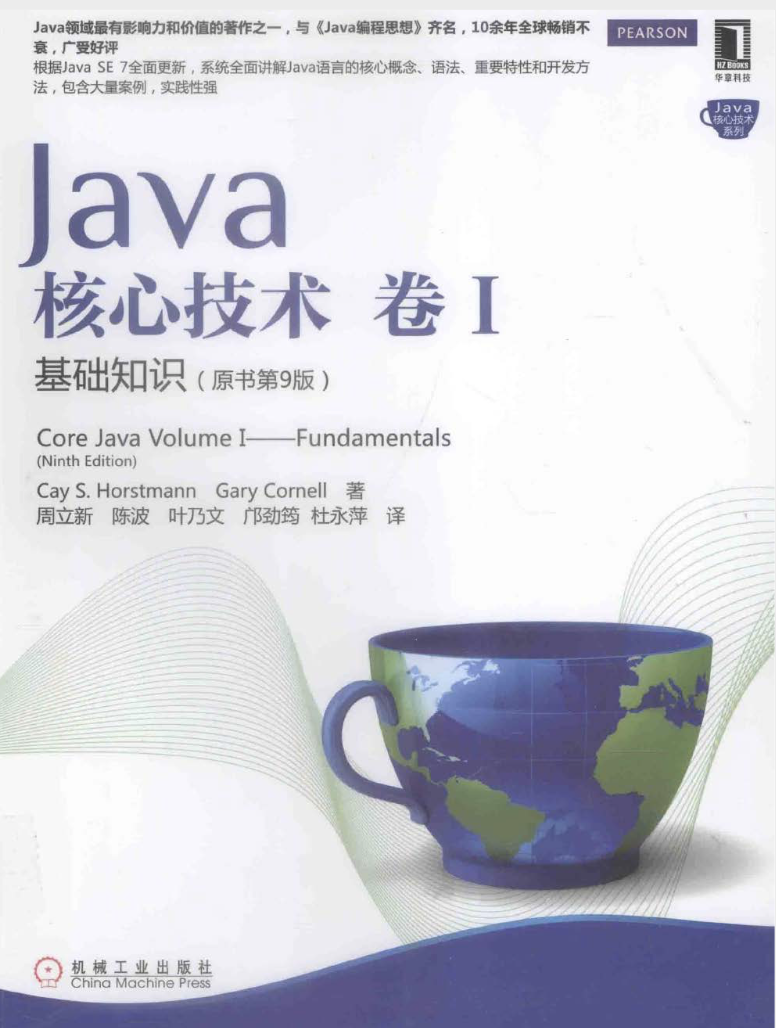 Java领域最有影响力和价值的著作之一，与《Java编程思想》齐名，10余年全球畅销不
衰，广受好评
根据Java SE 7全面更新，系统全面讲解Java语言的核心概念、语法、重要特性和开发方
法，包含大量案例，实践性强
PEARSON
HZ BOOKS
华章科技
Java
核心技术
系列
Java
核心技术 卷 I
基础知识（原书第9版）
Core Java Volume I——Fundamentals
(Ninth Edition)
Cay S. Horstmann Gary Cornell 著
周立新 陈波 叶乃文 邝劲筠 杜永萍 译
机械工业出版社
China Machine Press